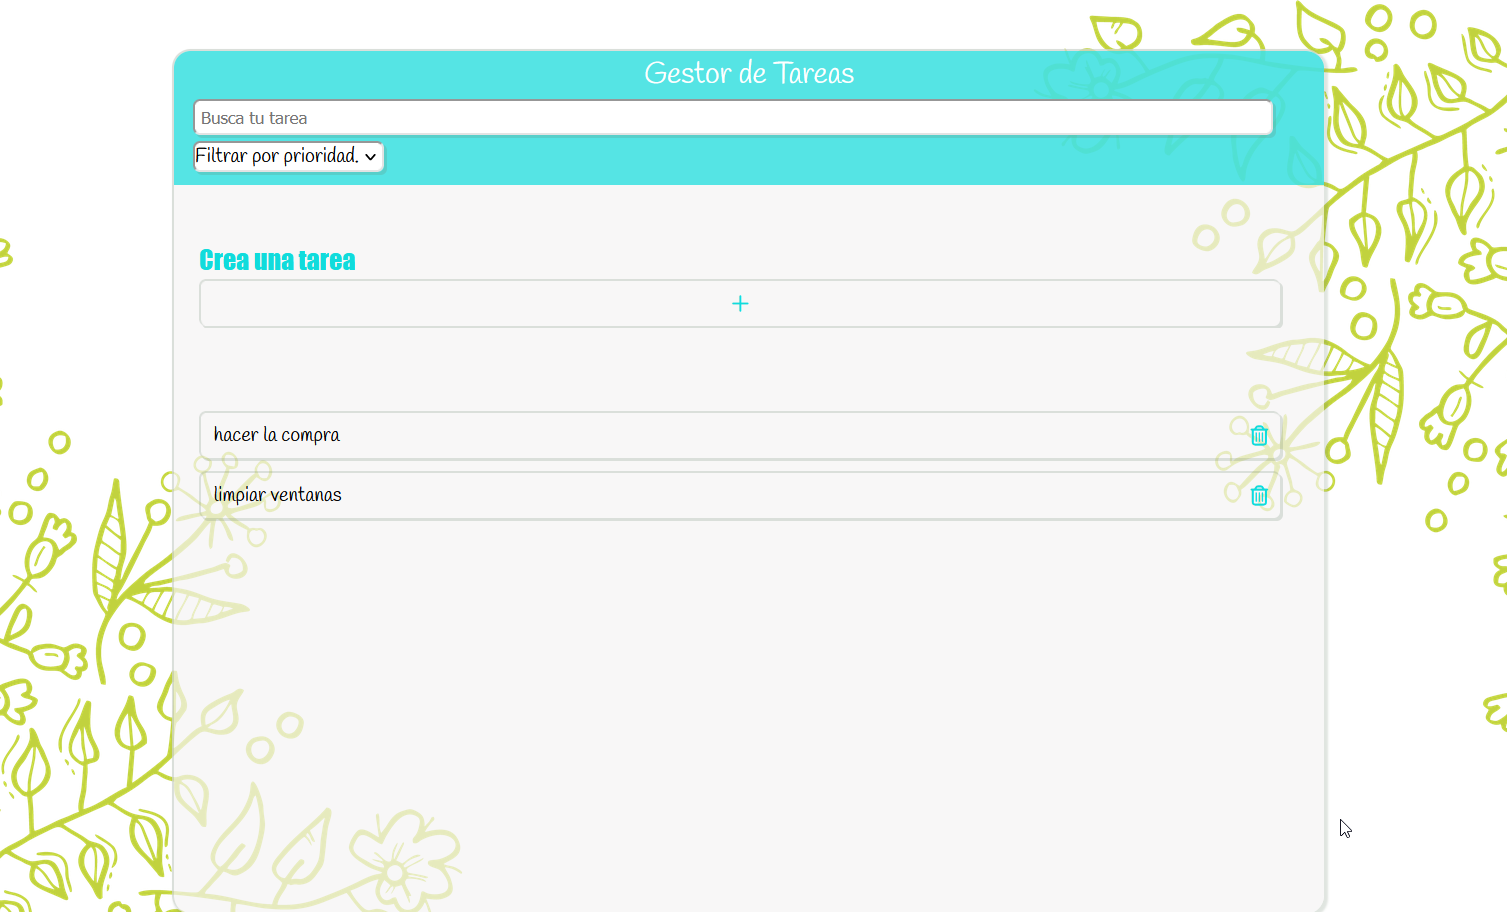 Gestor de Tareas
Busca tu tarea
Filtrar por prioridad.
Crea una tarea
+
hacer la compra
limpiar ventanas